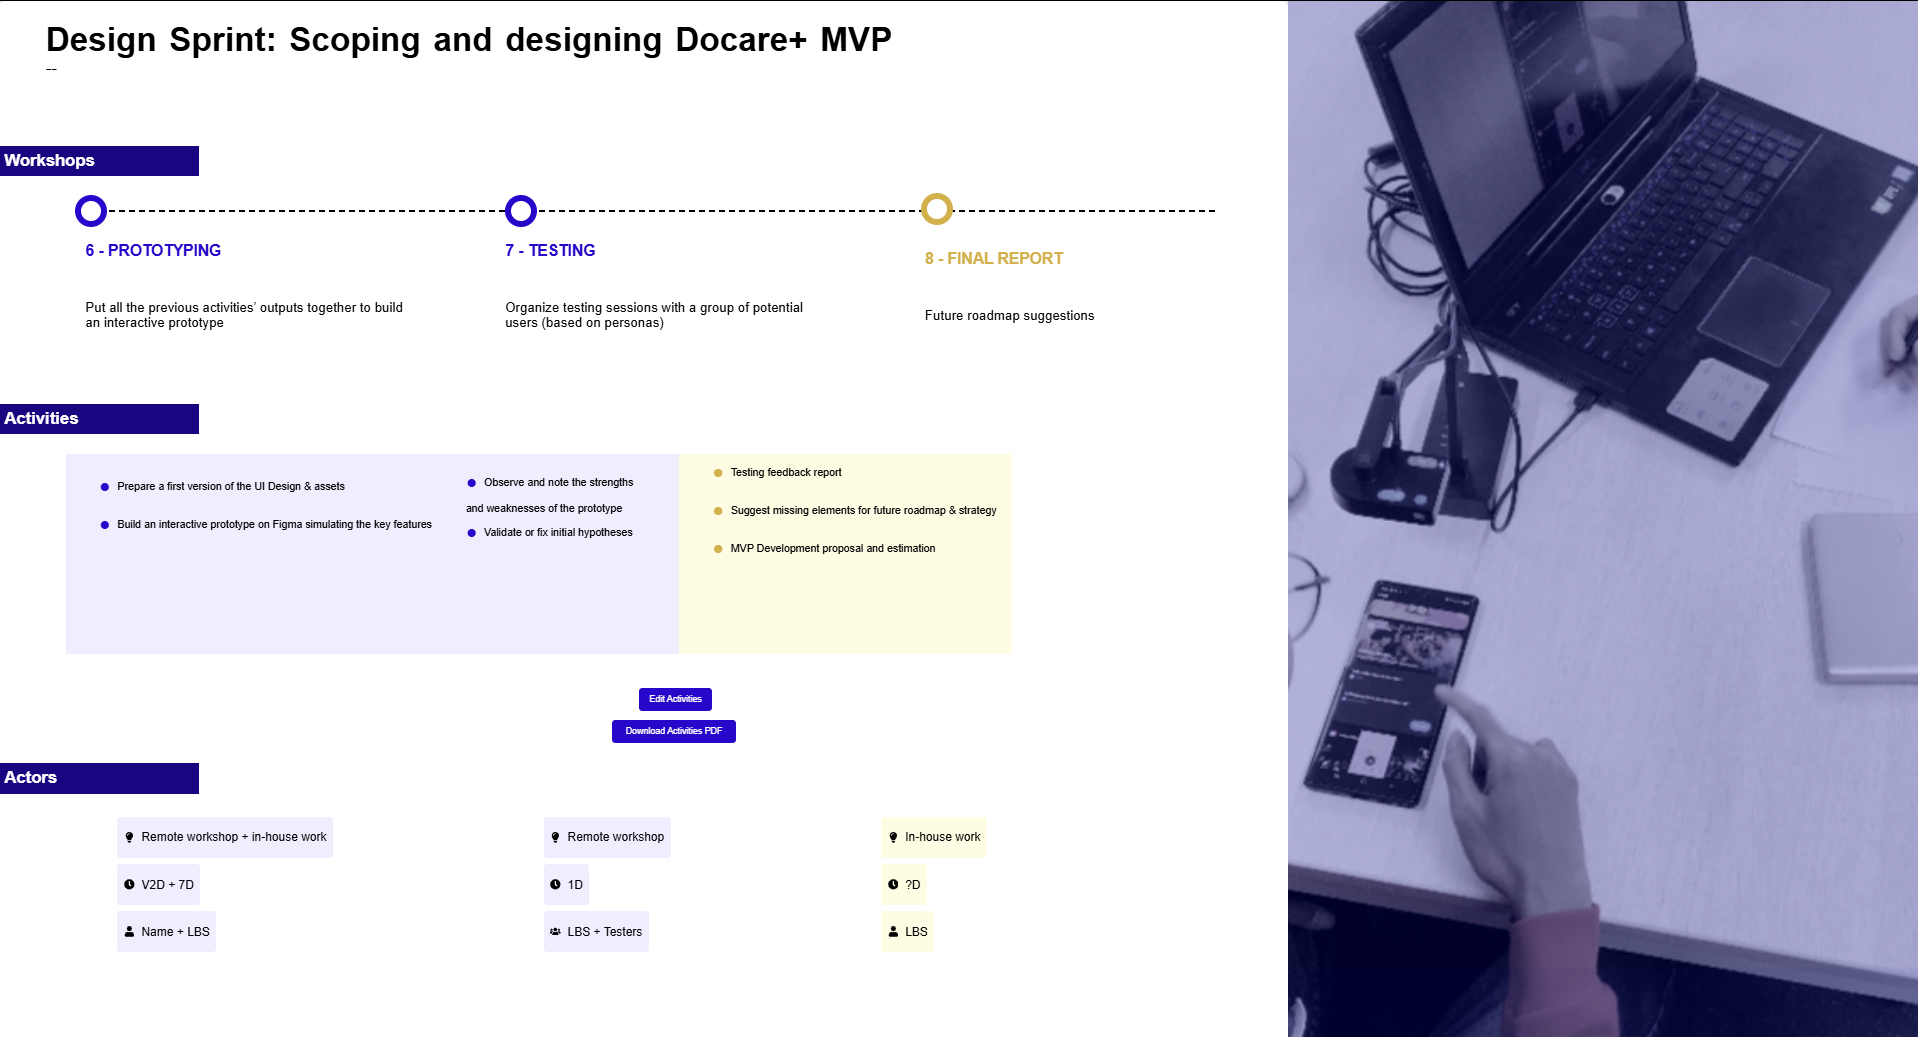 Design Sprint: Scoping and designing Docare+ MVP
--
Workshops
6 - PROTOTYPING
Put all the previous activities’ outputs together to build
an interactive prototype
7 - TESTING
Organize testing sessions with a group of potential
users (based on personas)
8 - FINAL REPORT
Future roadmap suggestions
Activities
Prepare a first version of the UI Design & assets
Build an interactive prototype on Figma simulating the key features
Observe and note the strengths
and weaknesses of the prototype
Validate or fix initial hypotheses
Testing feedback report
Suggest missing elements for future roadmap & strategy
MVP Development proposal and estimation
Edit Activities
Download Activities PDF
Actors
Remote workshop + in-house work
V2D + 7D
Name + LBS
Remote workshop
1D
LBS + Testers
In-house work
?D
LBS